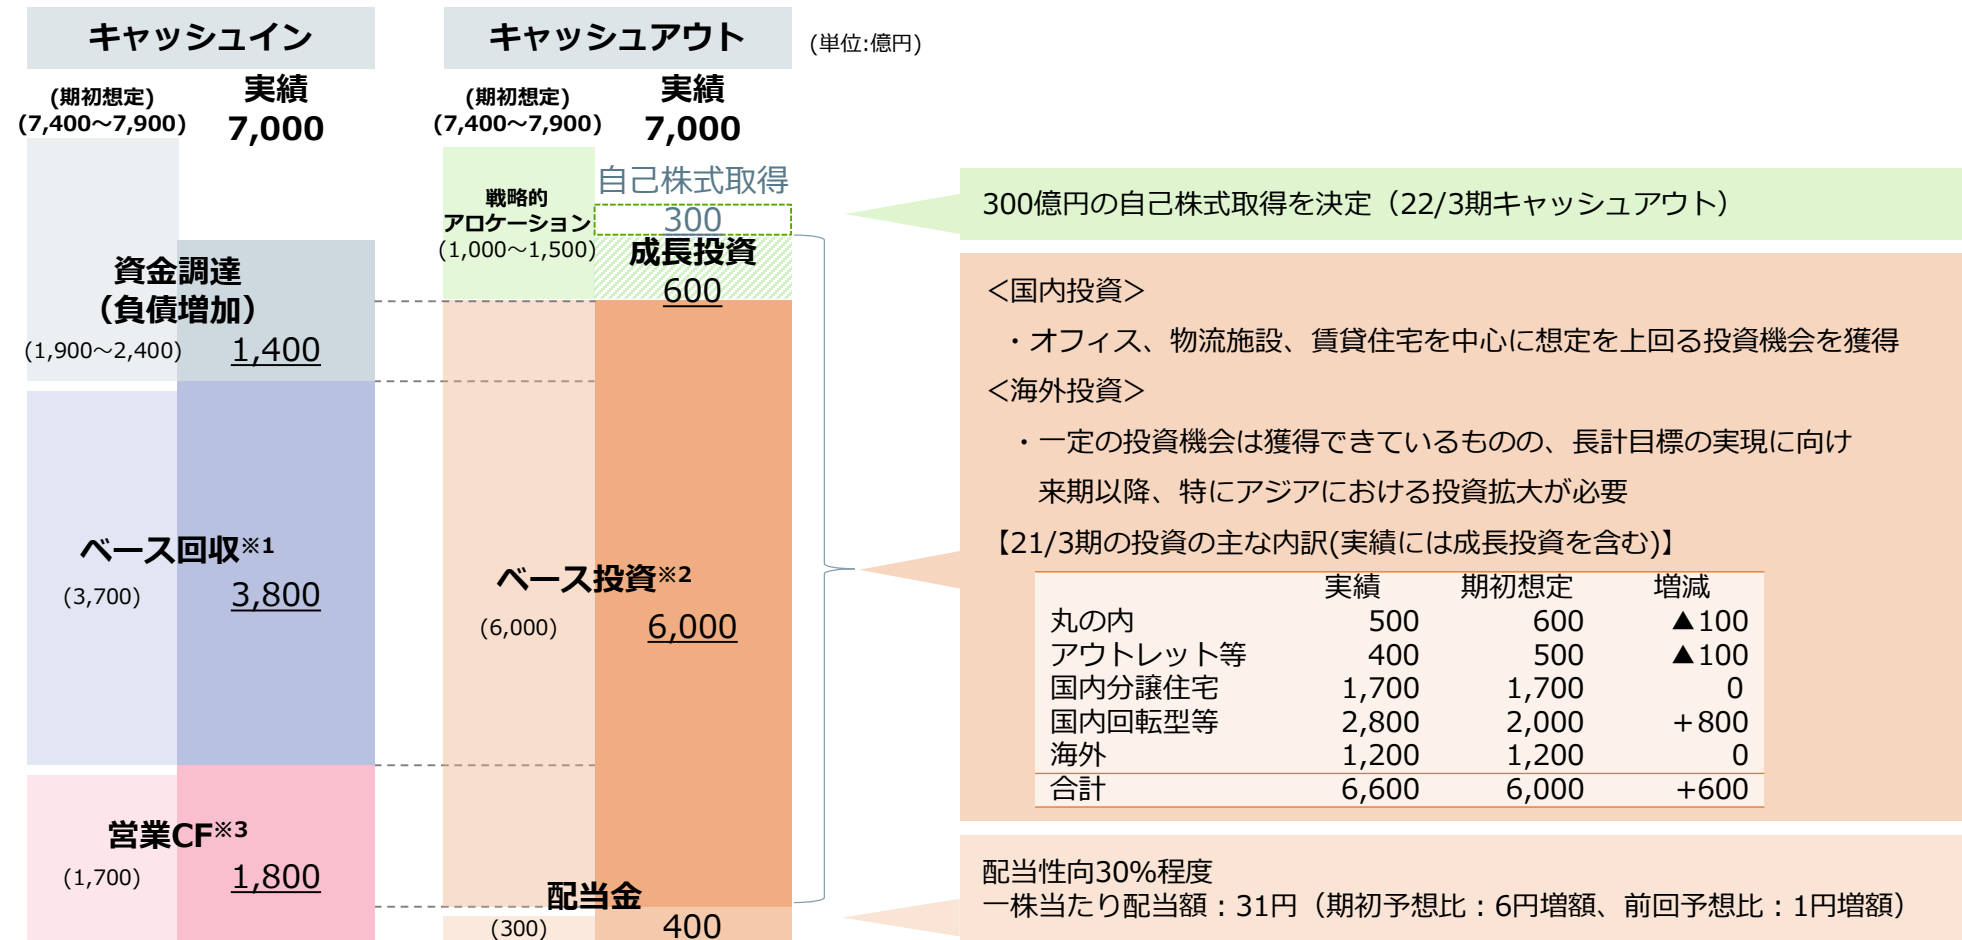 キャッシュイン
キャッシュアウト
(単位:億円)
(期初想定)
(7,400～7,900)
実績
7,000
(期初想定)
(7,400～7,900)
実績
7,000
資金調達
（負債増加）
(1,900～2,400)
1,400
ベース回収※1
(3,700)
3,800
営業CF※3
(1,700)
1,800
戦略的
アロケーション
(1,000～1,500)
自己株式取得
300
成長投資
600
ベース投資※2
(6,000)
6,000
配当金
(300)
400
300億円の自己株式取得を決定（22/3期キャッシュアウト）
＜国内投資＞
・オフィス、物流施設、賃貸住宅を中心に想定を上回る投資機会を獲得
＜海外投資＞
・一定の投資機会は獲得できているものの、長計目標の実現に向け
来期以降、特にアジアにおける投資拡大が必要
【21/3期の投資の主な内訳(実績には成長投資を含む)】
実績 期初想定 増減
丸の内 500 600 ▲100
アウトレット等 400 500 ▲100
国内分譲住宅 1,700 1,700 0
国内回転型等 2,800 2,000 ＋800
海外 1,200 1,200 0
合計 6,600 6,000 +600
配当性向30%程度
一株当たり配当額：31円（期初予想比：6円増額、前回予想比：1円増額）